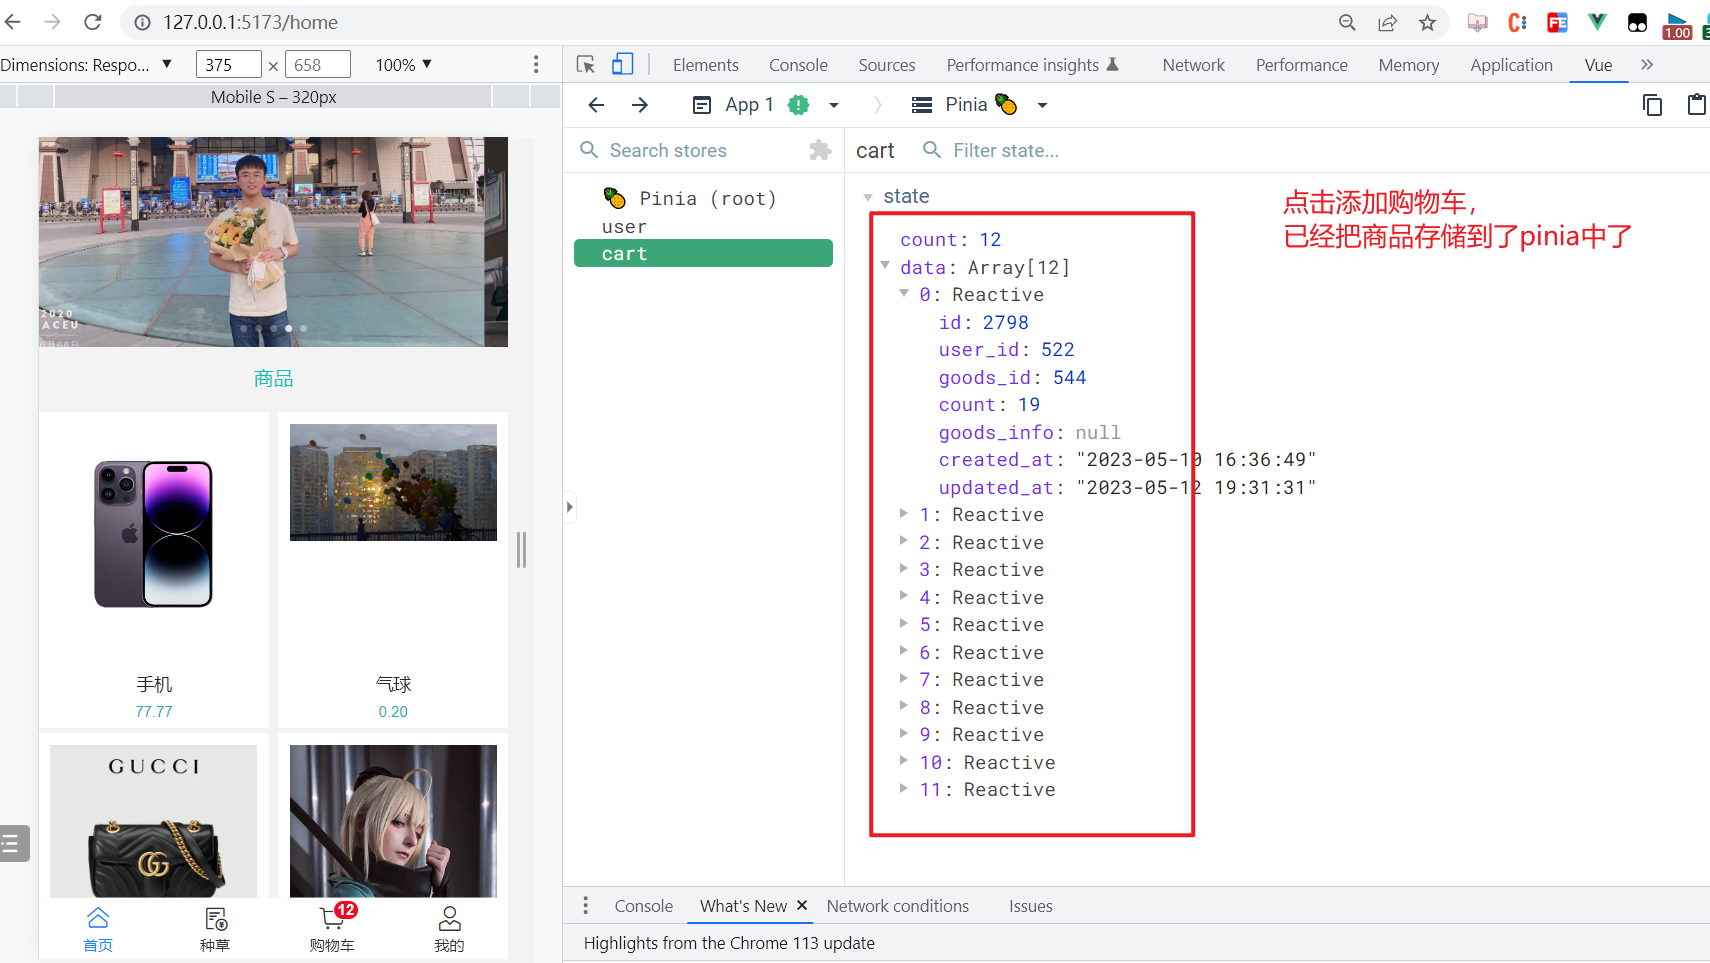 127.0.0.1:5173/home
1.00
Dimensions: Respo... ▼ 375 × 658 100% ▼
Elements Console Sources Performance insights Network Performance Memory Application Vue »
Mobile S – 320px
App 1 Pinia
Search stores
cart Filter state...
Pinia (root)
user
cart
state
count: 12
data: Array[12]
0: Reactive
id: 2798
user_id: 522
goods_id: 544
count: 19
goods_info: null
created_at: "2023-05-10 16:36:49"
updated_at: "2023-05-12 19:31:31"
1: Reactive
2: Reactive
3: Reactive
4: Reactive
5: Reactive
6: Reactive
7: Reactive
8: Reactive
9: Reactive
10: Reactive
11: Reactive
点击添加购物车,
已经把商品存储到了pinia中了
2020
ACEU
商品
手机
77.77
气球
0.20
GUCCI
12
首页 种草 购物车 我的
Console What's New × Network conditions Issues
Highlights from the Chrome 113 update